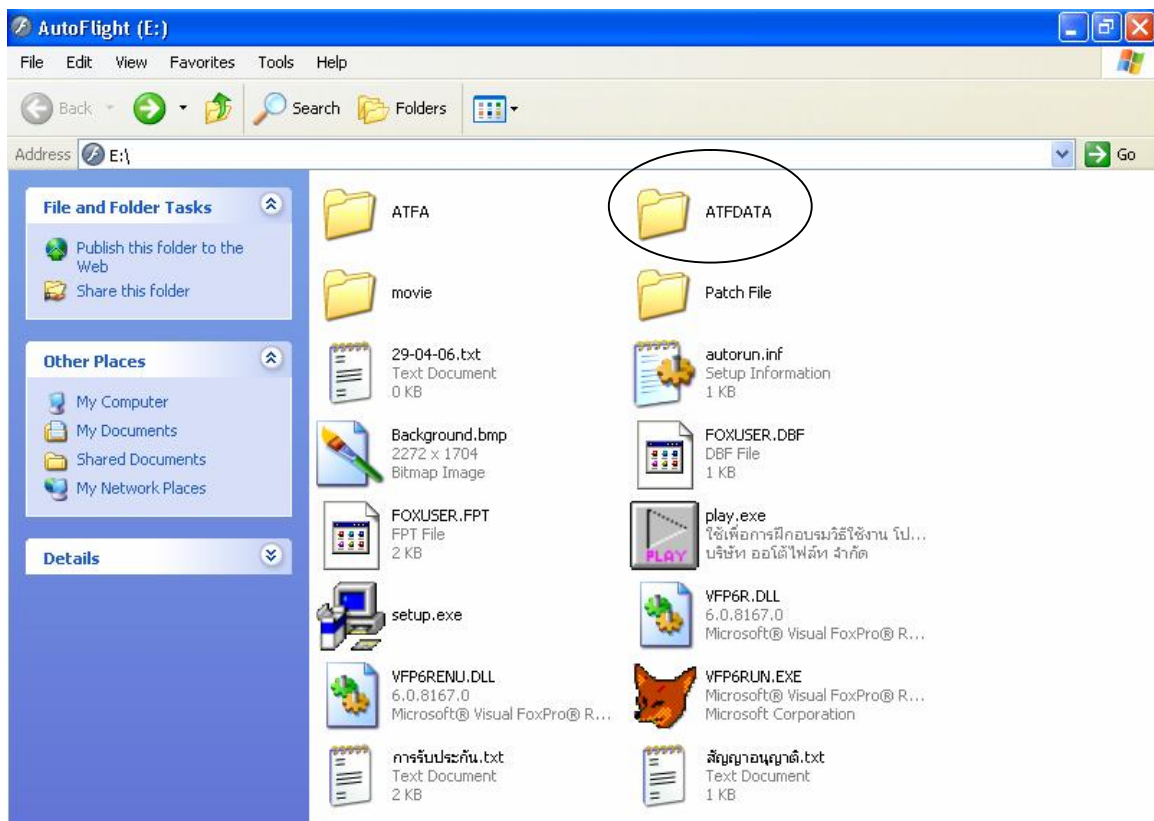 AutoFlight (E:)
File Edit View Favorites Tools Help
Back Search Folders
Address E:\ Go
File and Folder Tasks
Publish this folder to the
Web
Share this folder
Other Places
My Computer
My Documents
Shared Documents
My Network Places
Details
ATFA
ATFDATA
movie
Patch File
29-04-06.txt
Text Document
0 KB
autorun.inf
Setup Information
1 KB
Background.bmp
2272 x 1704
Bitmap Image
FOXUSER.DBF
DBF File
1 KB
FOXUSER.FPT
FPT File
2 KB
PLAY
play.exe
ใช้เพื่อการฝึกอบรมวิธีใช้งาน โป...
บริษัท ออโต้ไฟล์ท จำกัด
setup.exe
VFP6R.DLL
6.0.8167.0
Microsoft® Visual FoxPro® R...
VFP6RENU.DLL
6.0.8167.0
Microsoft® Visual FoxPro® R...
VFP6RUN.EXE
Microsoft® Visual FoxPro® R...
Microsoft Corporation
การรับประกัน.txt
Text Document
2 KB
สัญญาอนุญาติ.txt
Text Document
1 KB